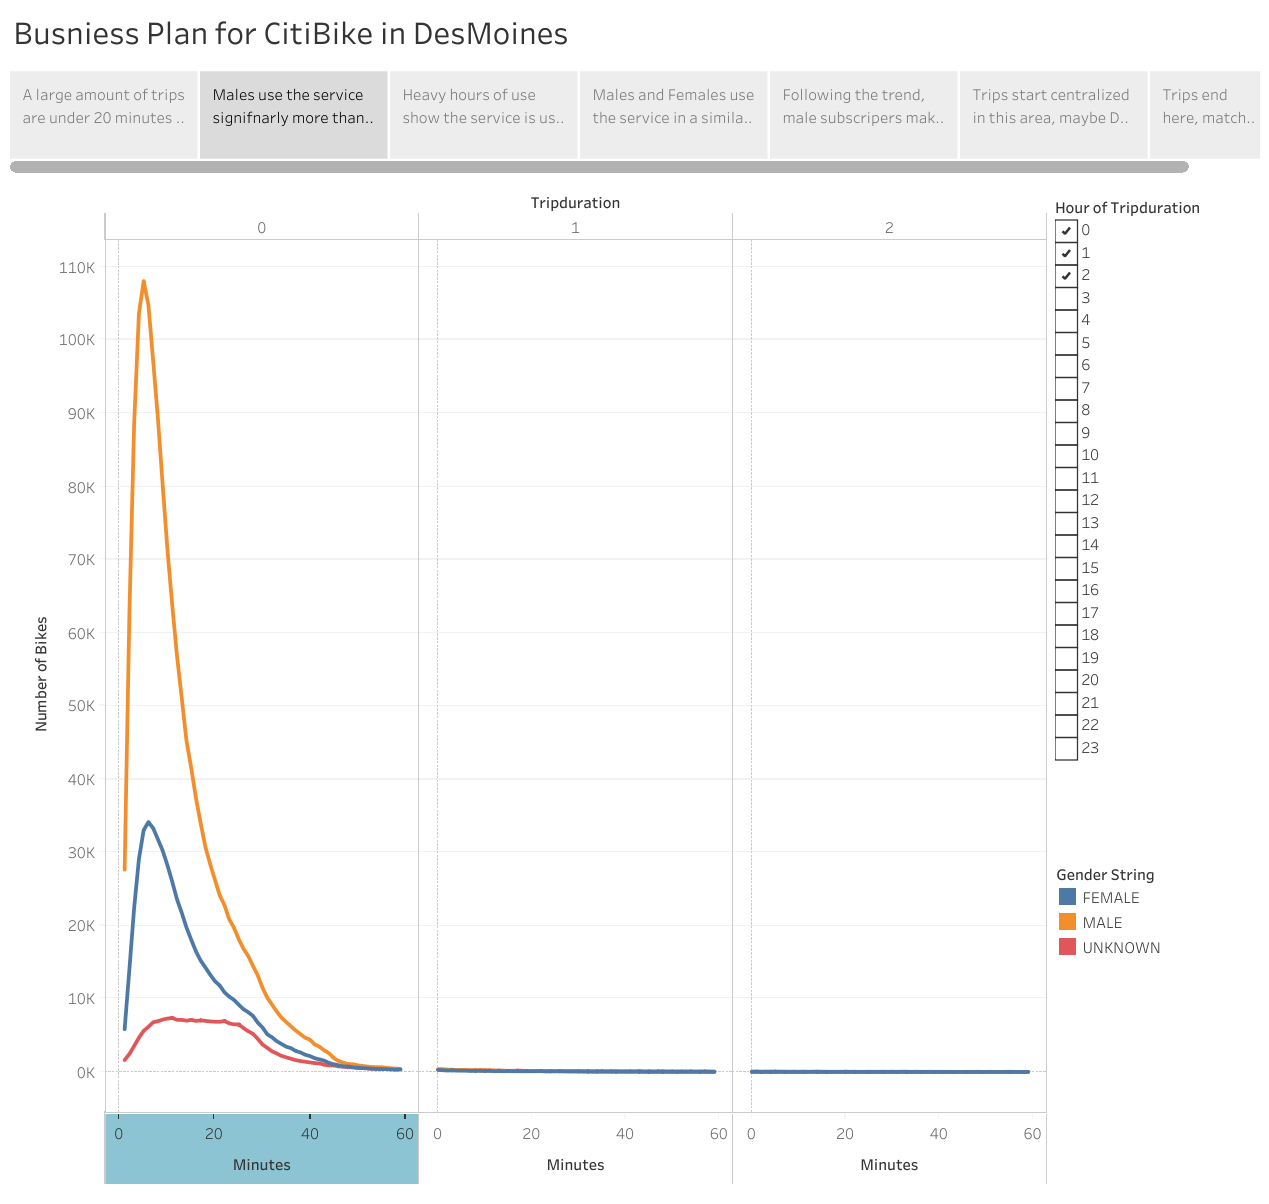 Busniess Plan for CitiBike in DesMoines
A large amount of trips
are under 20 minutes ..
Males use the service
signifnarly more than..
Heavy hours of use
show the service is us..
Males and Females use
the service in a simila..
Following the trend,
male subscripers mak..
Trips start centralized
in this area, maybe D..
Trips end
here, match..
Tripduration
0
1
2
110K
100K
90K
80K
70K
60K
50K
40K
30K
20K
10K
0K
Number of Bikes
0 20 40 60
0 20 40 60
0 20 40 60
Minutes
Minutes
Minutes
Hour of Tripduration
0
1
2
3
4
5
6
7
8
9
10
11
12
13
14
15
16
17
18
19
20
21
22
23
Gender String
FEMALE
MALE
UNKNOWN